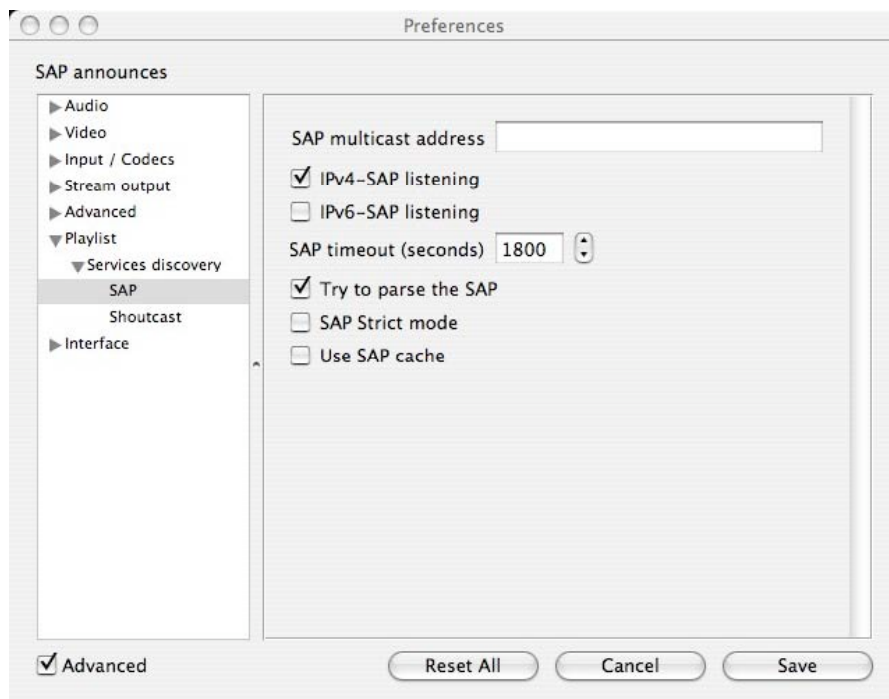 Preferences
SAP announces
Audio
Video
Input / Codecs
Stream output
Advanced
Playlist
Services discovery
SAP
Shoutcast
Interface
SAP multicast address
IPv4-SAP listening
IPv6-SAP listening
SAP timeout (seconds) 1800
Try to parse the SAP
SAP Strict mode
Use SAP cache
Advanced
Reset All
Cancel
Save